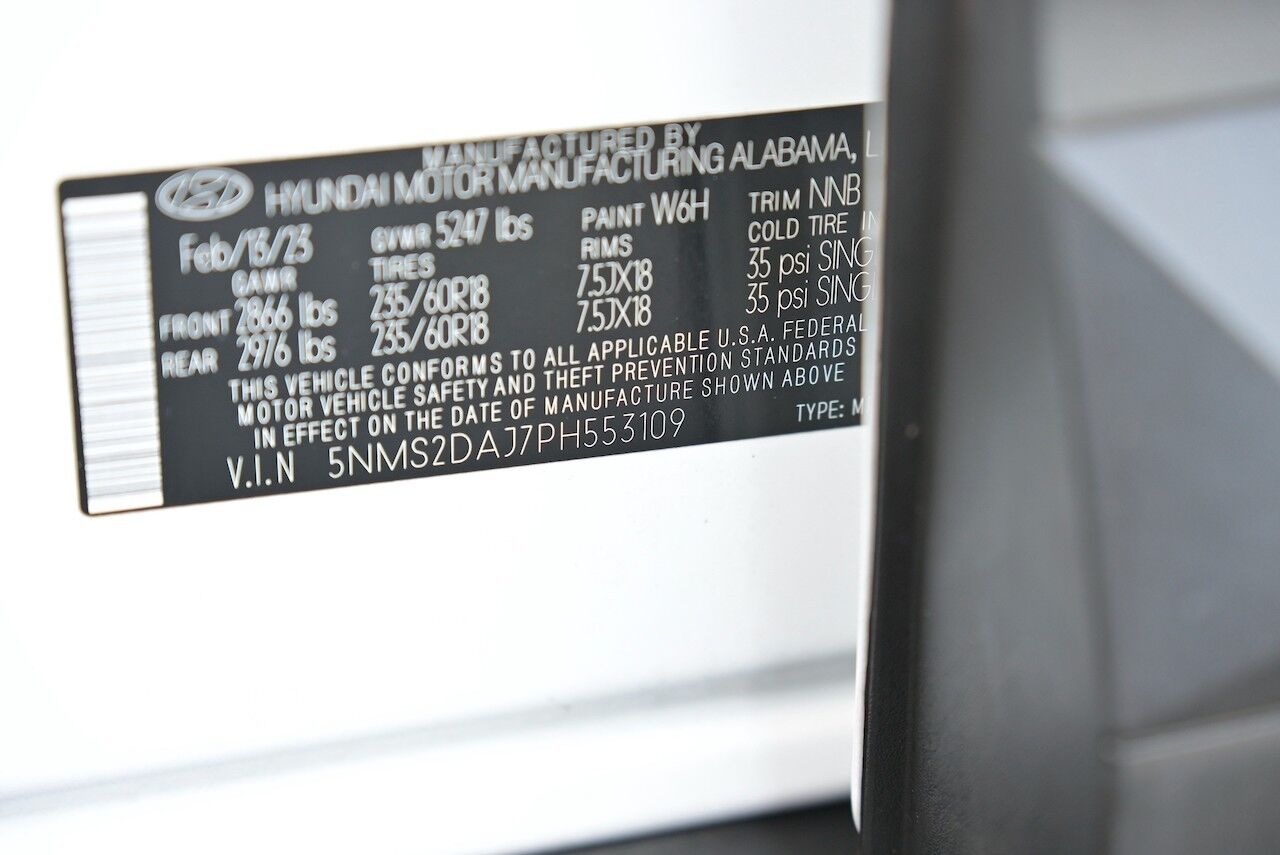 MANUFACTURED BY
HYUNDAI MOTOR MANUFACTURING ALABAMA, L
Feb/13/23 GVWR 5247 lbs PAINT W6H TRIM NNB
GAWR TIRES RIMS COLD TIRE IN
FRONT 2866 lbs 235/60R18 7.5JX18 35 psi SING
REAR 2976 lbs 235/60R18 7.5JX18 35 psi SING
THIS VEHICLE CONFORMS TO ALL APPLICABLE U.S.A. FEDERAL
MOTOR VEHICLE SAFETY AND THEFT PREVENTION STANDARDS
IN EFFECT ON THE DATE OF MANUFACTURE SHOWN ABOVE
V.I.N 5NMS2DAJ7PH553109 TYPE: M